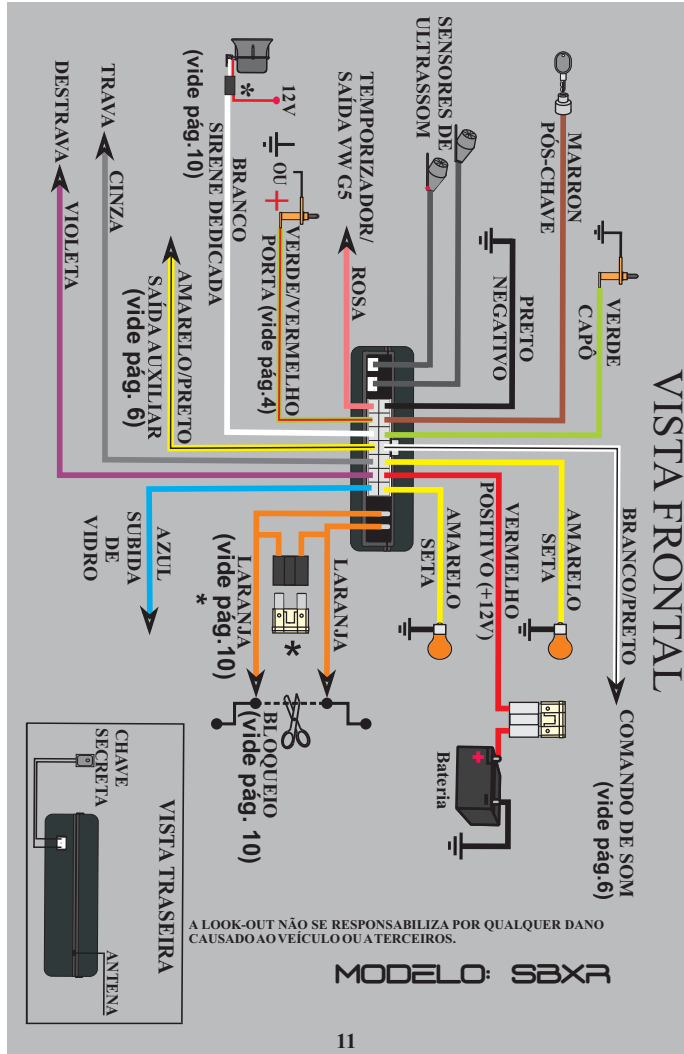 VISTA FRONTAL
MARRON
PÓS-CHAVE
VERDE
CAPÔ
SENSORES DE
ULTRASSOM
PRETO
NEGATIVO
BRANCO/PRETO
COMANDO DE SOM
(vide pág.6)
AMARELO
SETA
VERMELHO
POSITIVO (+12V)
AMARELO
SETA
Bateria
TEMPORIZADOR/
SAÍDA VW G5
ROSA
OU
VERDE/VERMELHO
PORTA (vide pág.4)
12V
*
(vide pág.10)
BRANCO
SIRENE DEDICADA
TRAVA
CINZA
DESTRAVA
VIOLETA
AMARELO/PRETO
SAÍDA AUXILIAR
(vide pág. 6)
AZUL
SUBIDA
DE
VIDRO
LARANJA
*
LARANJA
(vide pág.10)
*
BLOQUEIO
(vide pág. 10)
VISTA TRASEIRA
CHAVE
SECRETA
ANTENA
A LOOK-OUT NÃO SE RESPONSABILIZA POR QUALQUER DANO
CAUSADO AO VEÍCULO OU A TERCEIROS.
MODELO: SBXR
11